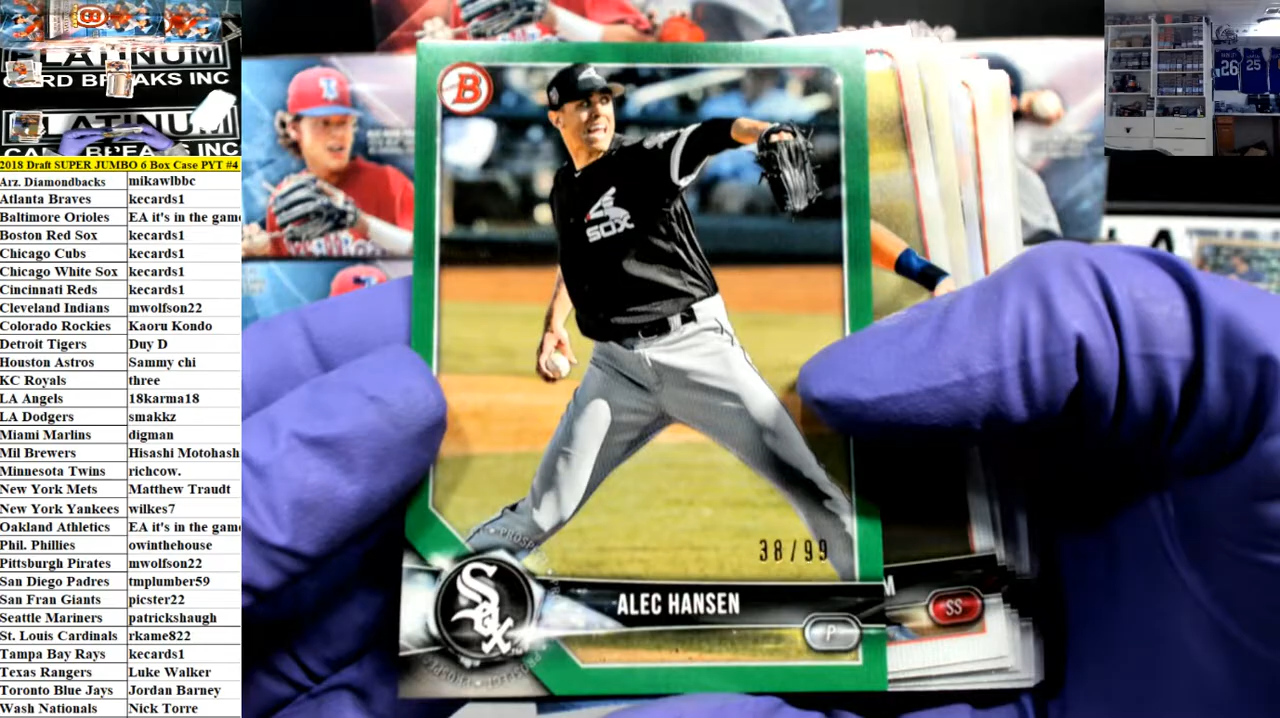 PLATINUM
CARD BREAKS INC
PLATINUM
2018 Draft SUPER JUMBO 6 Box Case PYT #4
Arz. Diamondbacks mikawlbbc
Atlanta Braves kecards1
Baltimore Orioles EA it's in the game
Boston Red Sox kecards1
Chicago Cubs kecards1
Chicago White Sox kecards1
Cincinnati Reds kecards1
Cleveland Indians mwolfson22
Colorado Rockies Kaoru Kondo
Detroit Tigers Duy D
Houston Astros Sammy chi
KC Royals three
LA Angels 18karma18
LA Dodgers smakkz
Miami Marlins digman
Mil Brewers Hisashi Motohash
Minnesota Twins richcow.
New York Mets Matthew Traudt
New York Yankees wilkes7
Oakland Athletics EA it's in the game
Phil. Phillies owinthehouse
Pittsburgh Pirates mwolfson22
San Diego Padres tmplumber59
San Fran Giants picster22
Seattle Mariners patrickshaugh
St. Louis Cardinals rkame822
Tampa Bay Rays kecards1
Texas Rangers Luke Walker
Toronto Blue Jays Jordan Barney
Wash Nationals Nick Torre
B
SOX
38/99
Sox
ALEC HANSEN
P
M
SS
26
25